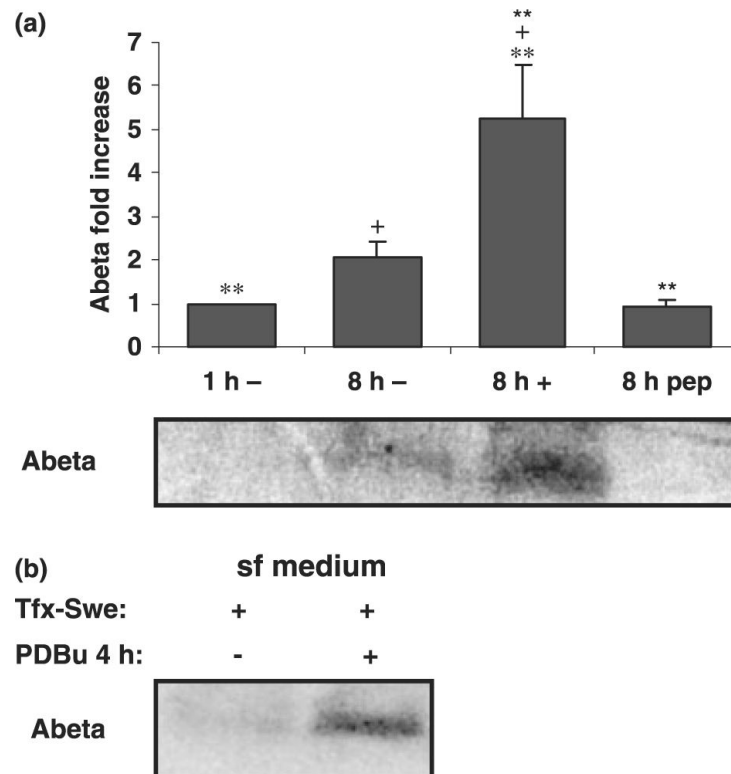 (a)
**
+
**
7
6
5
4
3
2
1
0
Abeta fold increase
**
+
**
1 h – 8 h – 8 h + 8 h pep
Abeta
(b) sf medium
Tfx-Swe: + +
PDBu 4 h: - +
Abeta